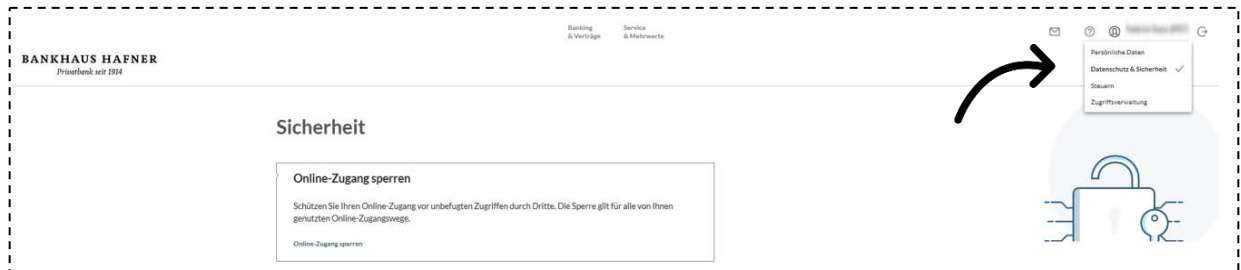 Banking
& Verträge
Service
& Mehrwerte
BANKHAUS HAFNER
Privatbank seit 1914
Persönliche Daten
Datenschutz & Sicherheit
Steuern
Zugriffsverwaltung
Sicherheit
Online-Zugang sperren
Schützen Sie Ihren Online-Zugang vor unbefugten Zugriffen durch Dritte. Die Sperre gilt für alle von Ihnen
genutzten Online-Zugangswege.
Online-Zugang sperren